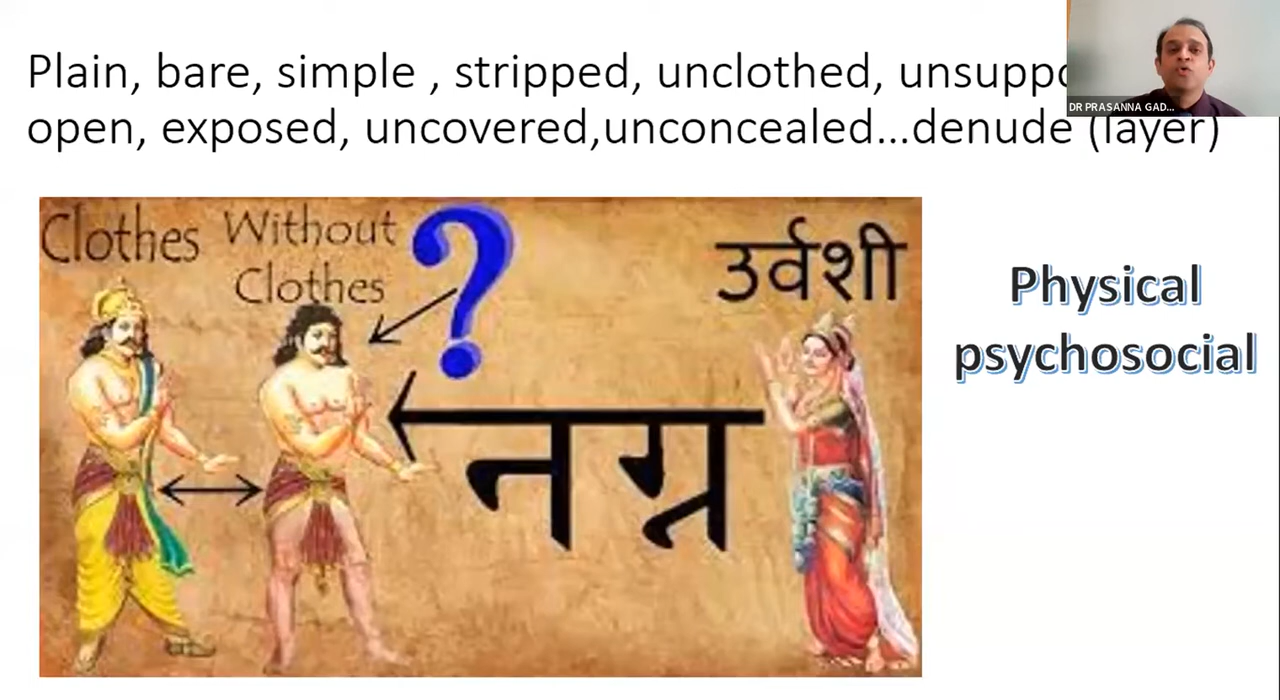 Plain, bare, simple , stripped, unclothed,
open, exposed, uncovered,unconcealed...denude (layer)
DR PRASANNA GAD...
Clothes
Without
Clothes
?
उर्वशी
नग्न
Physical
psychosocial